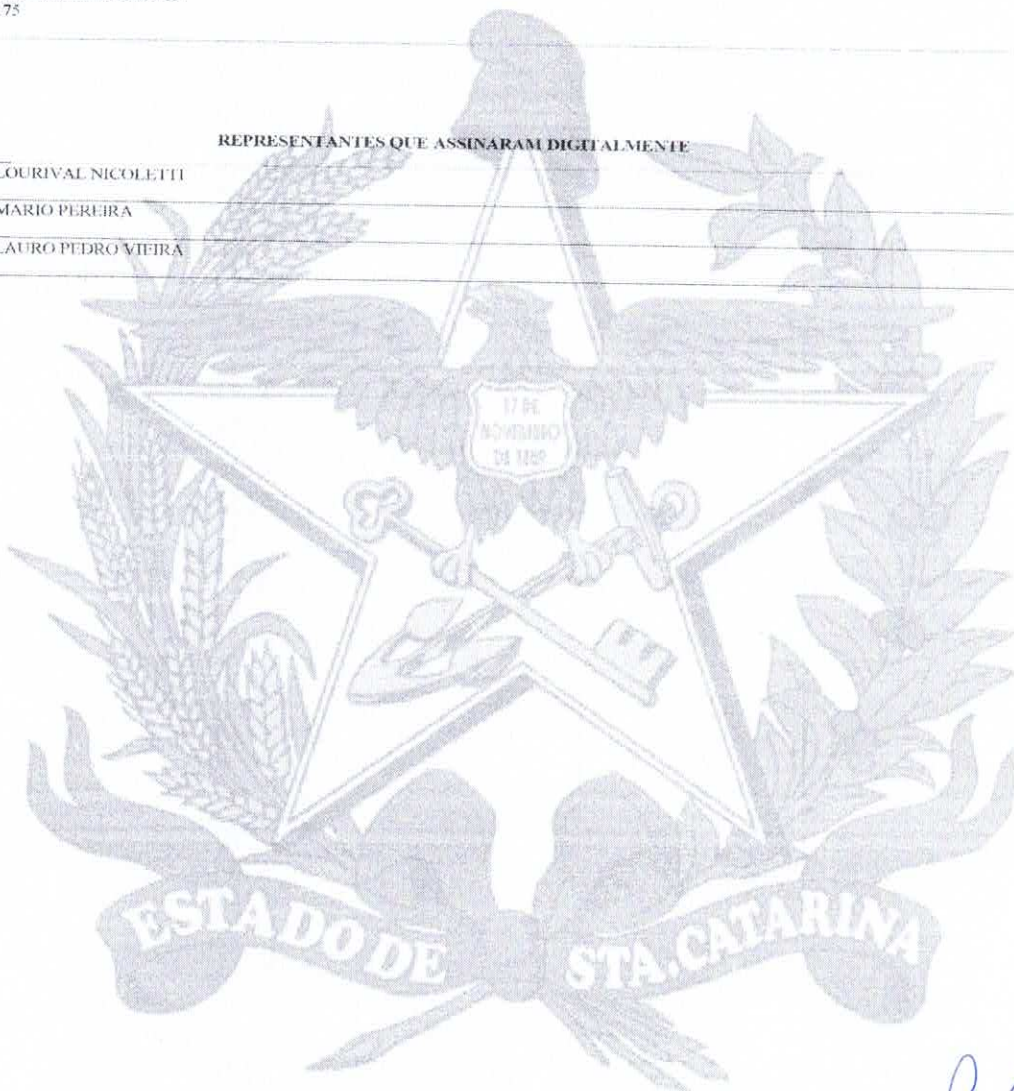 75
REPRESENTANTES QUE ASSINARAM DIGITALMENTE
LOURIVAL NICOLETTI
MARIO PEREIRA
LAURO PEDRO VIEIRA
17 DE
NOVEMBRO
DE 1889
ESTADO DE STA.CATARINA